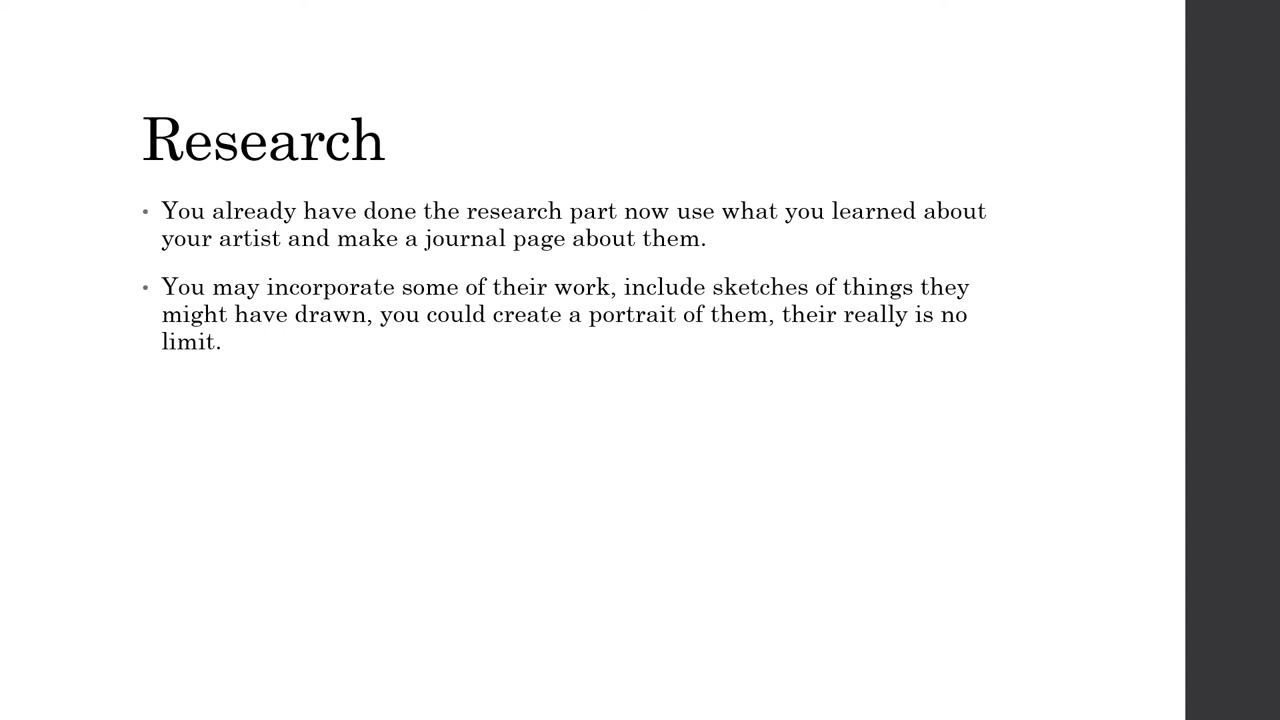 Research
• You already have done the research part now use what you learned about
your artist and make a journal page about them.
• You may incorporate some of their work, include sketches of things they
might have drawn, you could create a portrait of them, their really is no
limit.